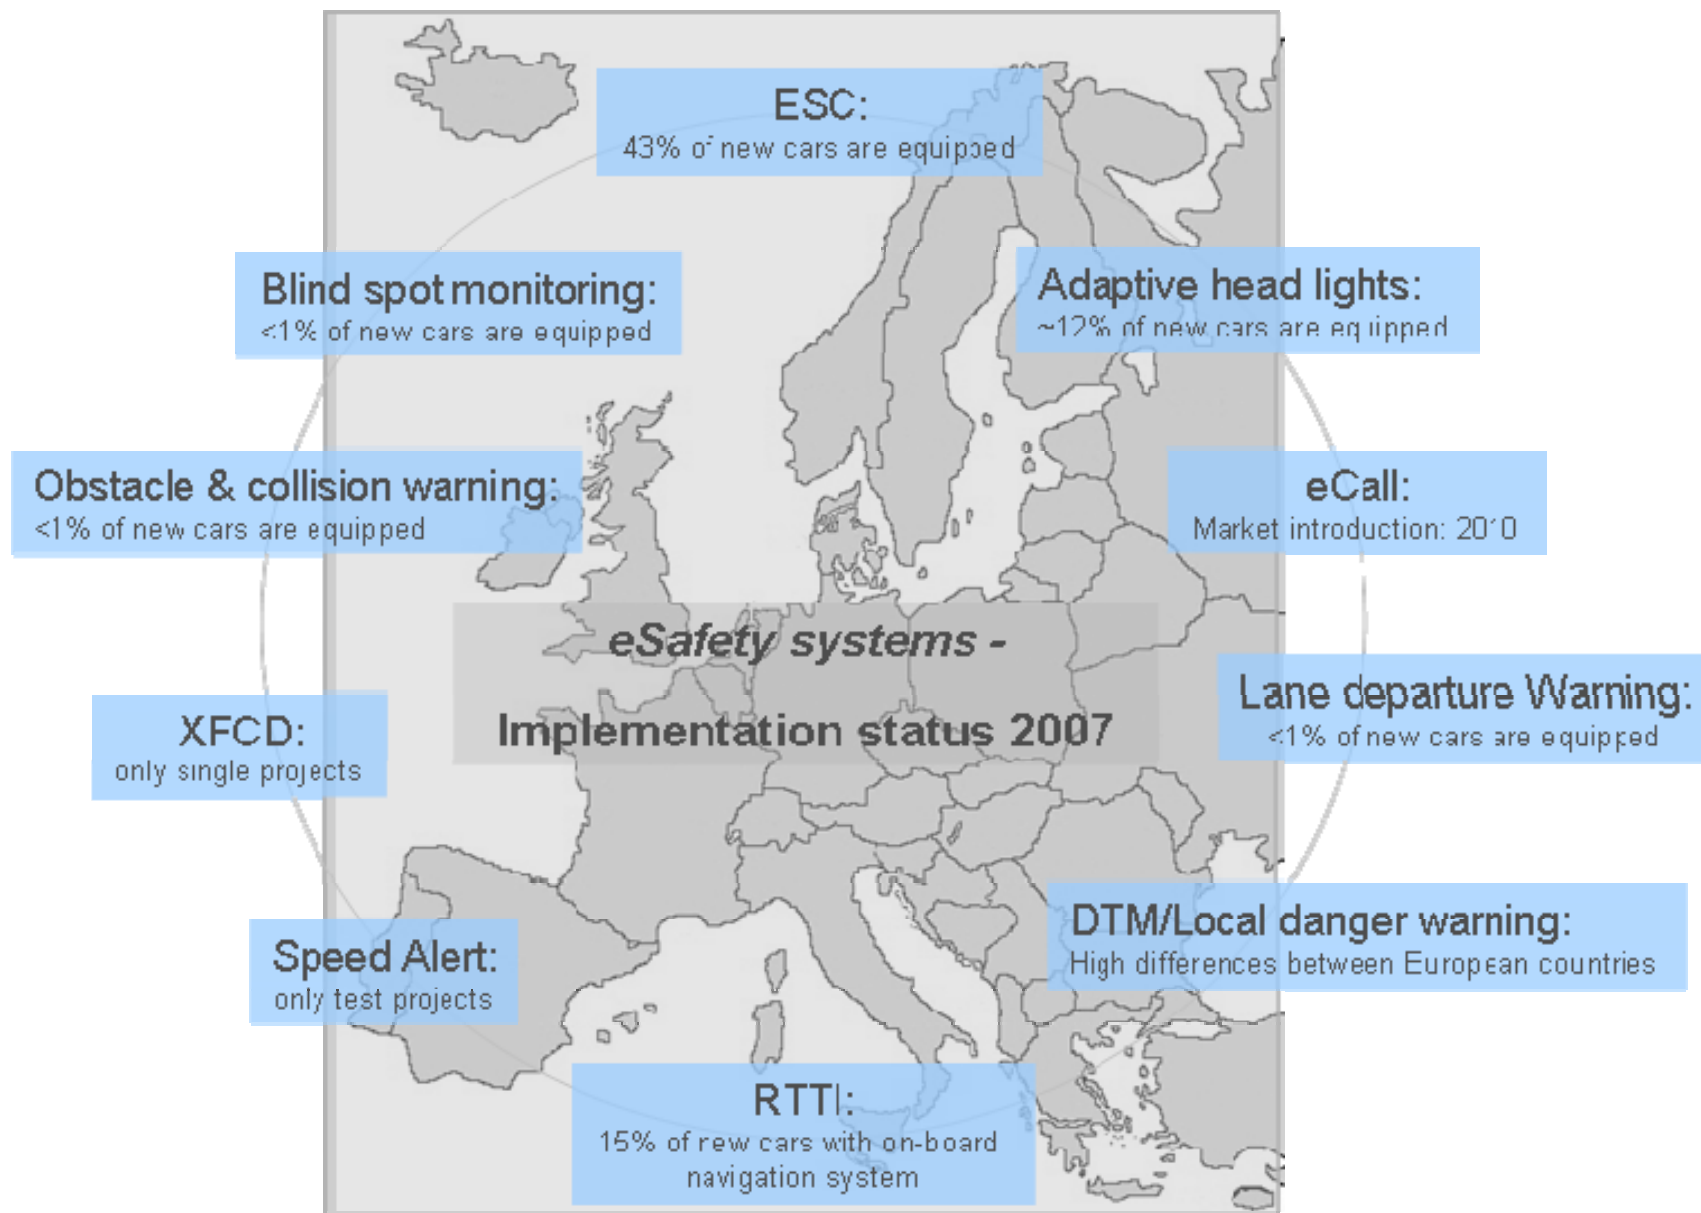 ESC:
43% of new cars are equipped
Blind spot monitoring:
<1% of new cars are equipped
Adaptive head lights:
~12% of new cars are equipped
Obstacle & collision warning:
<1% of new cars are equipped
eCall:
Market introduction: 2010
eSafety systems -
Implementation status 2007
Lane departure Warning:
<1% of new cars are equipped
XFCD:
only single projects
DTM/Local danger warning:
High differences between European countries
Speed Alert:
only test projects
RTTI:
15% of new cars with on-board
navigation system